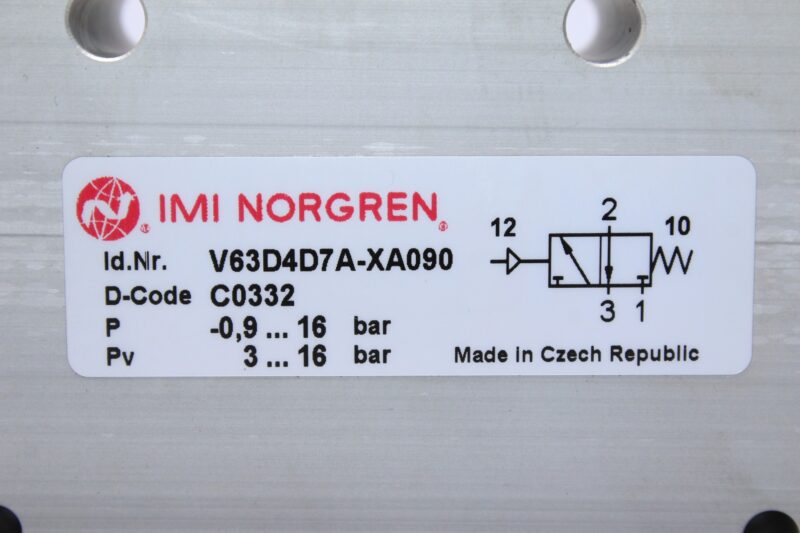 IMI NORGREN
Id.Nr. V63D4D7A-XA090
D-Code C0332
P -0,9 ... 16 bar
Pv 3 ... 16 bar
12 2 10
3 1
Made in Czech Republic